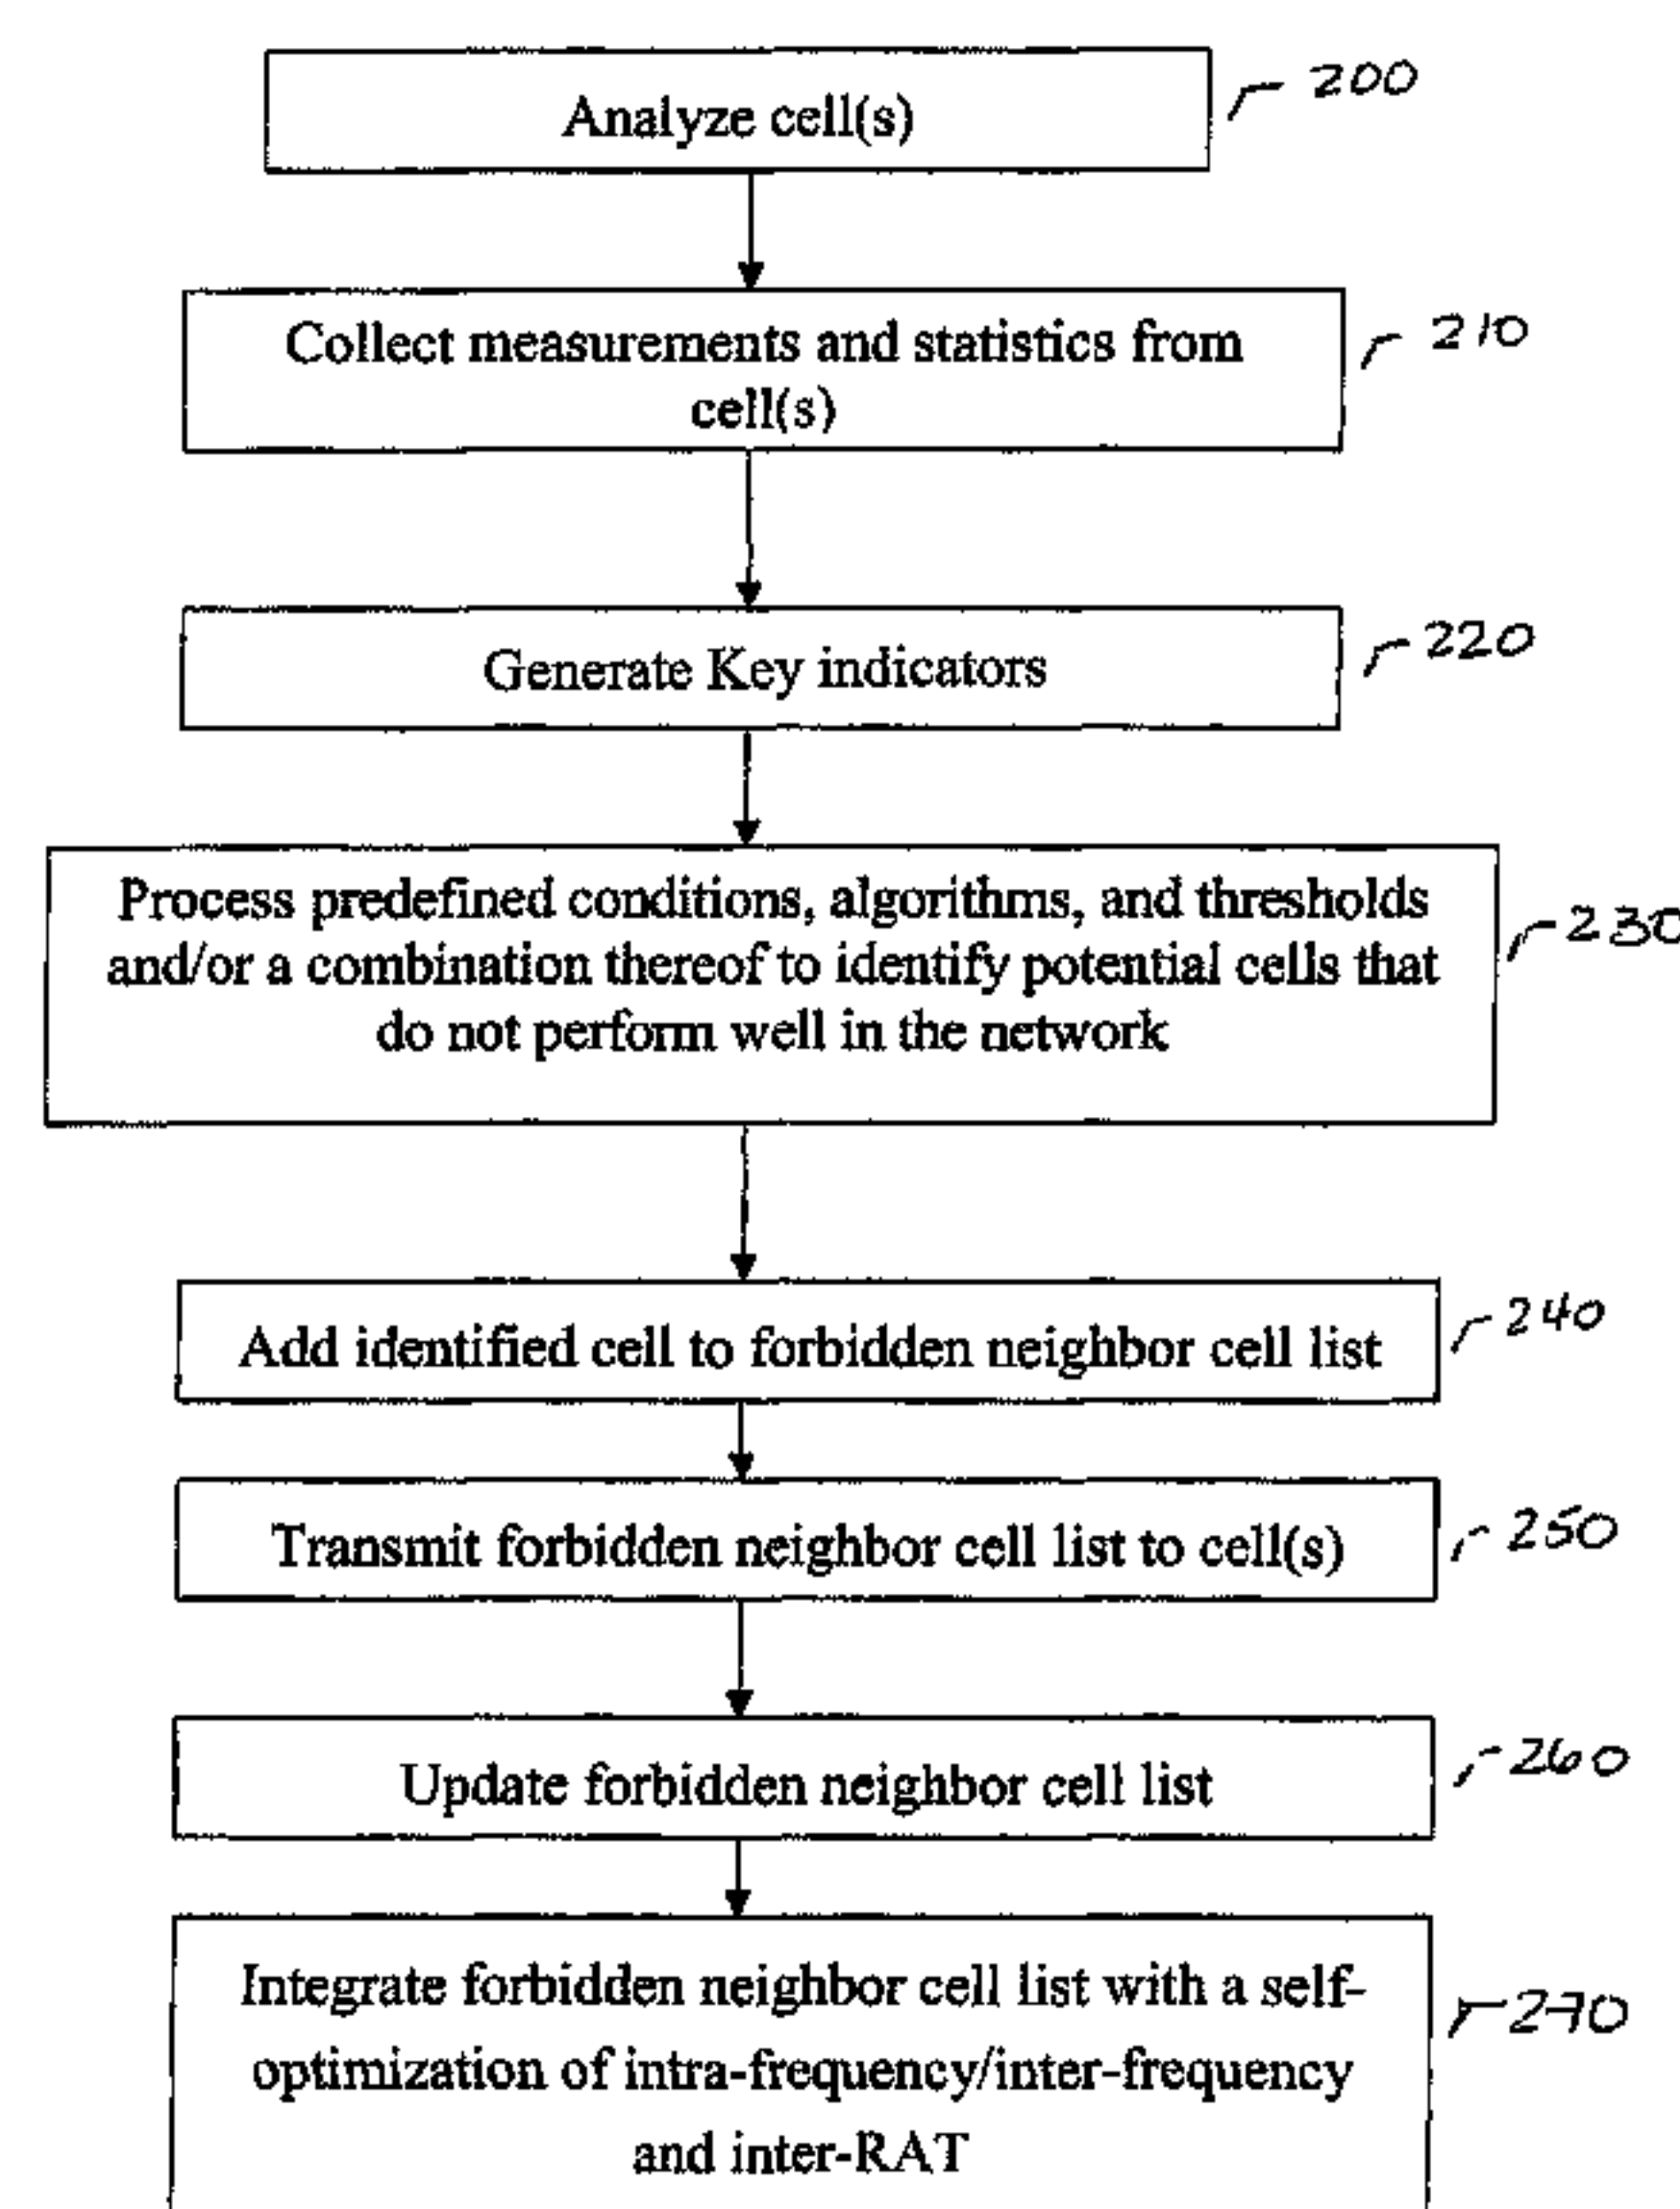 Analyze cell(s)
200
Collect measurements and statistics from
cell(s)
210
Generate Key indicators
220
Process predefined conditions, algorithms, and thresholds
and/or a combination thereof to identify potential cells that
do not perform well in the network
230
Add identified cell to forbidden neighbor cell list
240
Transmit forbidden neighbor cell list to cell(s)
250
Update forbidden neighbor cell list
260
Integrate forbidden neighbor cell list with a self-
optimization of intra-frequency/inter-frequency
and inter-RAT
270